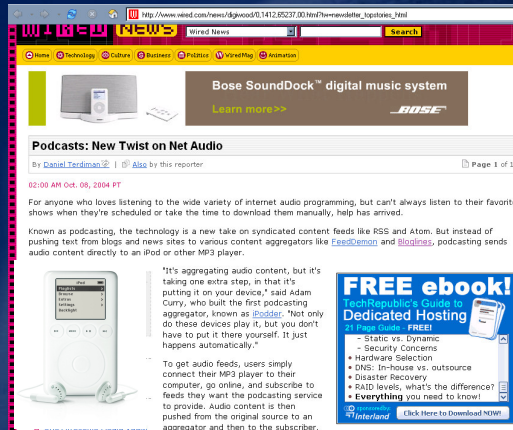 http://www.wired.com/news/digiwood/0,1412,65237,00.html?tw=newsletter_topstories_html
WIRED NEWS Wired News Search
Home Technology Culture Business Politics Wired Mag Animation
Bose SoundDock™ digital music system
Learn more>> BOSE
Podcasts: New Twist on Net Audio
By Daniel Terdiman | Also by this reporter Page 1 of 1
02:00 AM Oct. 08, 2004 PT
For anyone who loves listening to the wide variety of internet audio programming, but can't always listen to their favorite
shows when they're scheduled or take the time to download them manually, help has arrived.
Known as podcasting, the technology is a new take on syndicated content feeds like RSS and Atom. But instead of
pushing text from blogs and news sites to various content aggregators like FeedDemon and Bloglines, podcasting sends
audio content directly to an iPod or other MP3 player.
"It's aggregating audio content, but it's
taking one extra step, in that it's
putting it on your device," said Adam
Curry, who built the first podcasting
aggregator, known as iPodder. "Not only
do these devices play it, but you don't
have to put it there yourself. It just
happens automatically."
To get audio feeds, users simply
connect their MP3 player to their
computer, go online, and subscribe to
feeds they want the podcasting service
to provide. Audio content is then
pushed from the original source to an
aggregator and then to the subscriber.
iPod
Playlists
Browse
Extras
Settings
Backlight
FREE ebook!
TechRepublic's Guide to
Dedicated Hosting
21 Page Guide - FREE!
- Static vs. Dynamic
- Security Concerns
• Hardware Selection
• DNS: In-house vs. outsource
• Disaster Recovery
• RAID levels, what's the difference?
• Everything you need to know!
sponsored by:
Interland Click Here to Download NOW!